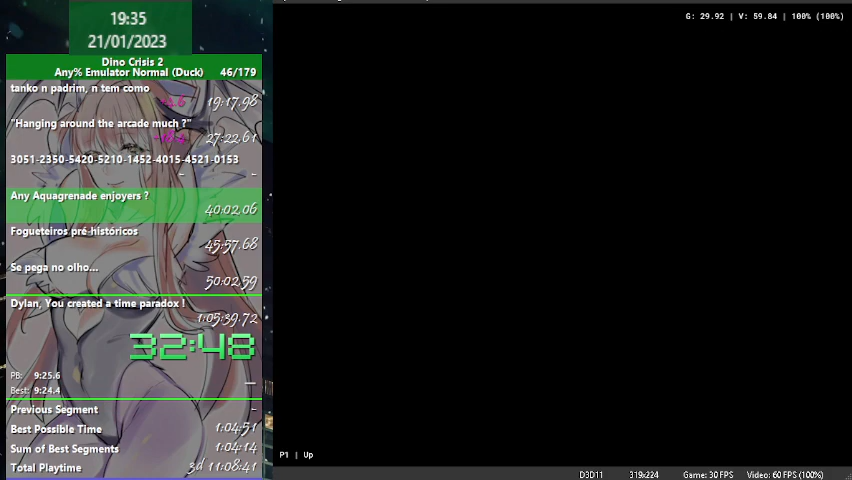 19:35
21/01/2023
Dino Crisis 2
Any% Emulator Normal (Duck) 46/179
tanko n padrim, n tem como
-4.6 19:17.98
"Hanging around the arcade much ?"
27:22.61
3051-2350-5420-5210-1452-4015-4521-0153
- -
Any Aquagrenade enjoyers ?
40:02.06
Fogueteiros pré-históricos
45:57.68
Se pega no olho...
50:02.59
Dylan, You created a time paradox !
1:05:39.72
32:48
PB: 9:25.6
Best: 9:24.4
—
Previous Segment -
Best Possible Time 1:04:51
Sum of Best Segments 1:04:14
Total Playtime 3d 11:08:41
G: 29.92 | V: 59.84 | 100% (100%)
P1 | Up
D3D11 319x224 Game: 30 FPS Video: 60 FPS (100%)